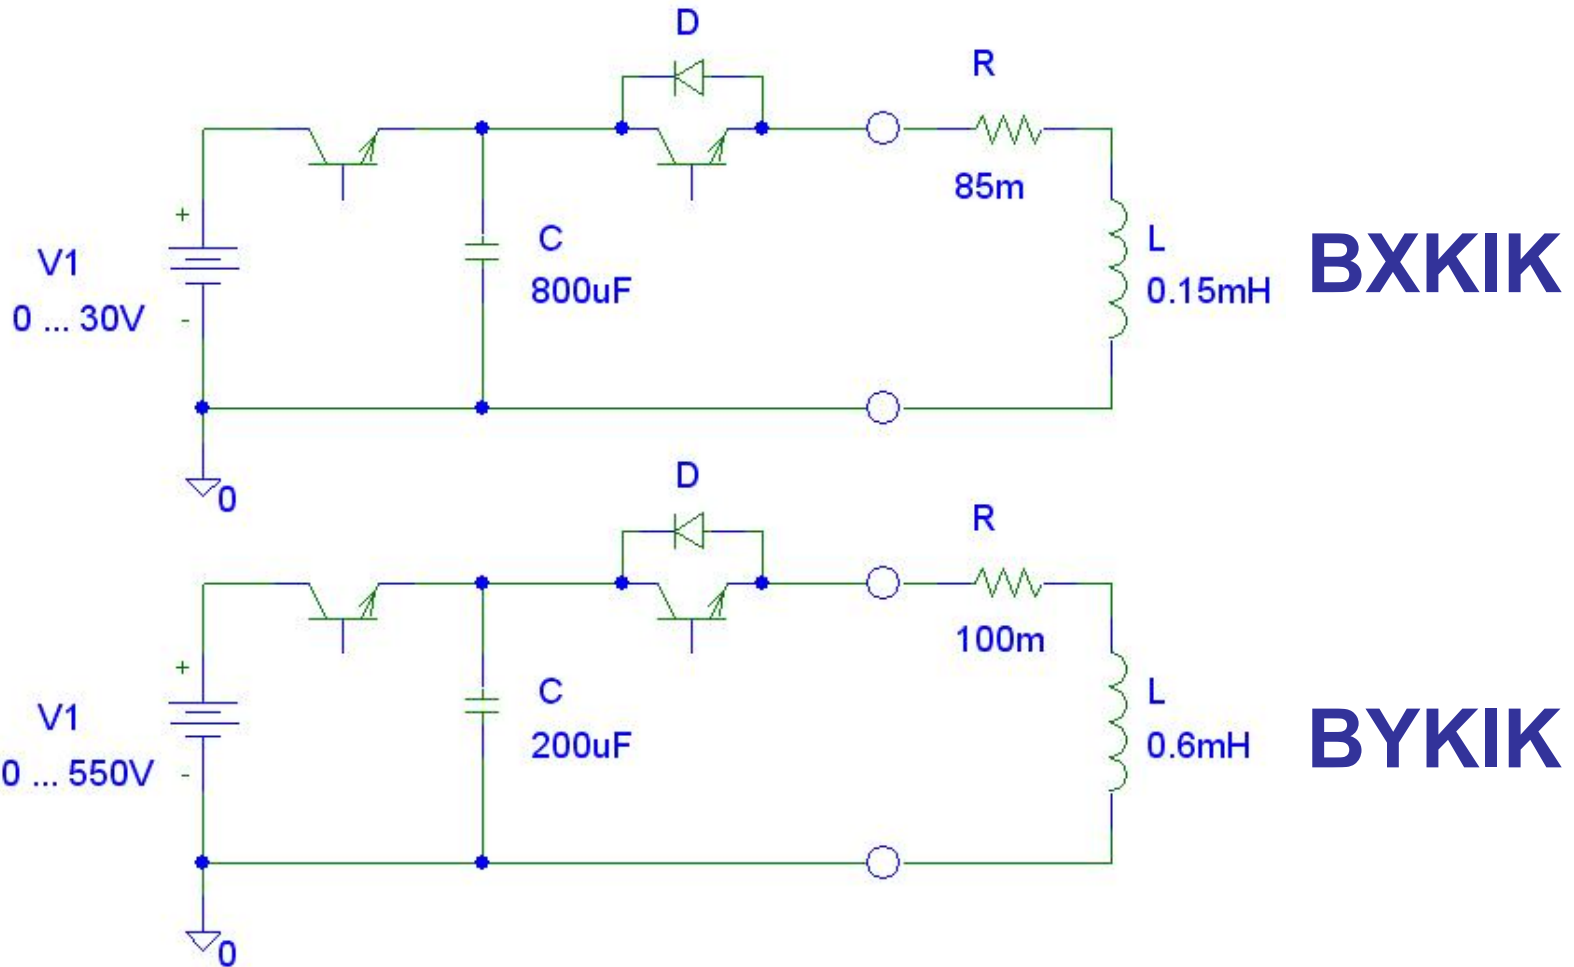 D
R
85m
+
V1
0 ... 30V
-
C
800uF
L
0.15mH
BXKIK
0
D
R
100m
+
V1
0 ... 550V
-
C
200uF
L
0.6mH
BYKIK
0